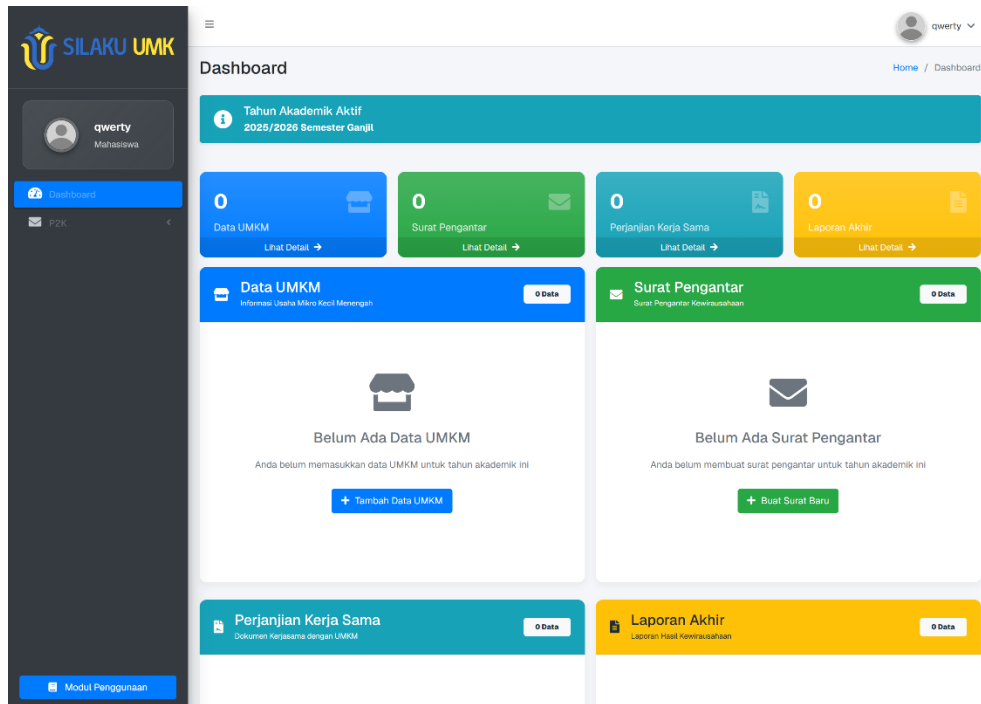 SILAKU UMK
qwerty
Mahasiswa
Dashboard
P2K
Modul Penggunaan
qwerty
Dashboard
Home / Dashboard
Tahun Akademik Aktif
2025/2026 Semester Ganjil
0
Data UMKM
Lihat Detail
0
Surat Pengantar
Lihat Detail
0
Perjanjian Kerja Sama
Lihat Detail
0
Laporan Akhir
Lihat Detail
Data UMKM
Informasi Usaha Mikro Kecil Menengah
0 Data
Belum Ada Data UMKM
Anda belum memasukkan data UMKM untuk tahun akademik ini
+ Tambah Data UMKM
Surat Pengantar
Surat Pengantar Kewirausahaan
0 Data
Belum Ada Surat Pengantar
Anda belum membuat surat pengantar untuk tahun akademik ini
+ Buat Surat Baru
Perjanjian Kerja Sama
Dokumen Kerjasama dengan UMKM
0 Data
Laporan Akhir
Laporan Hasil Kewirausahaan
0 Data